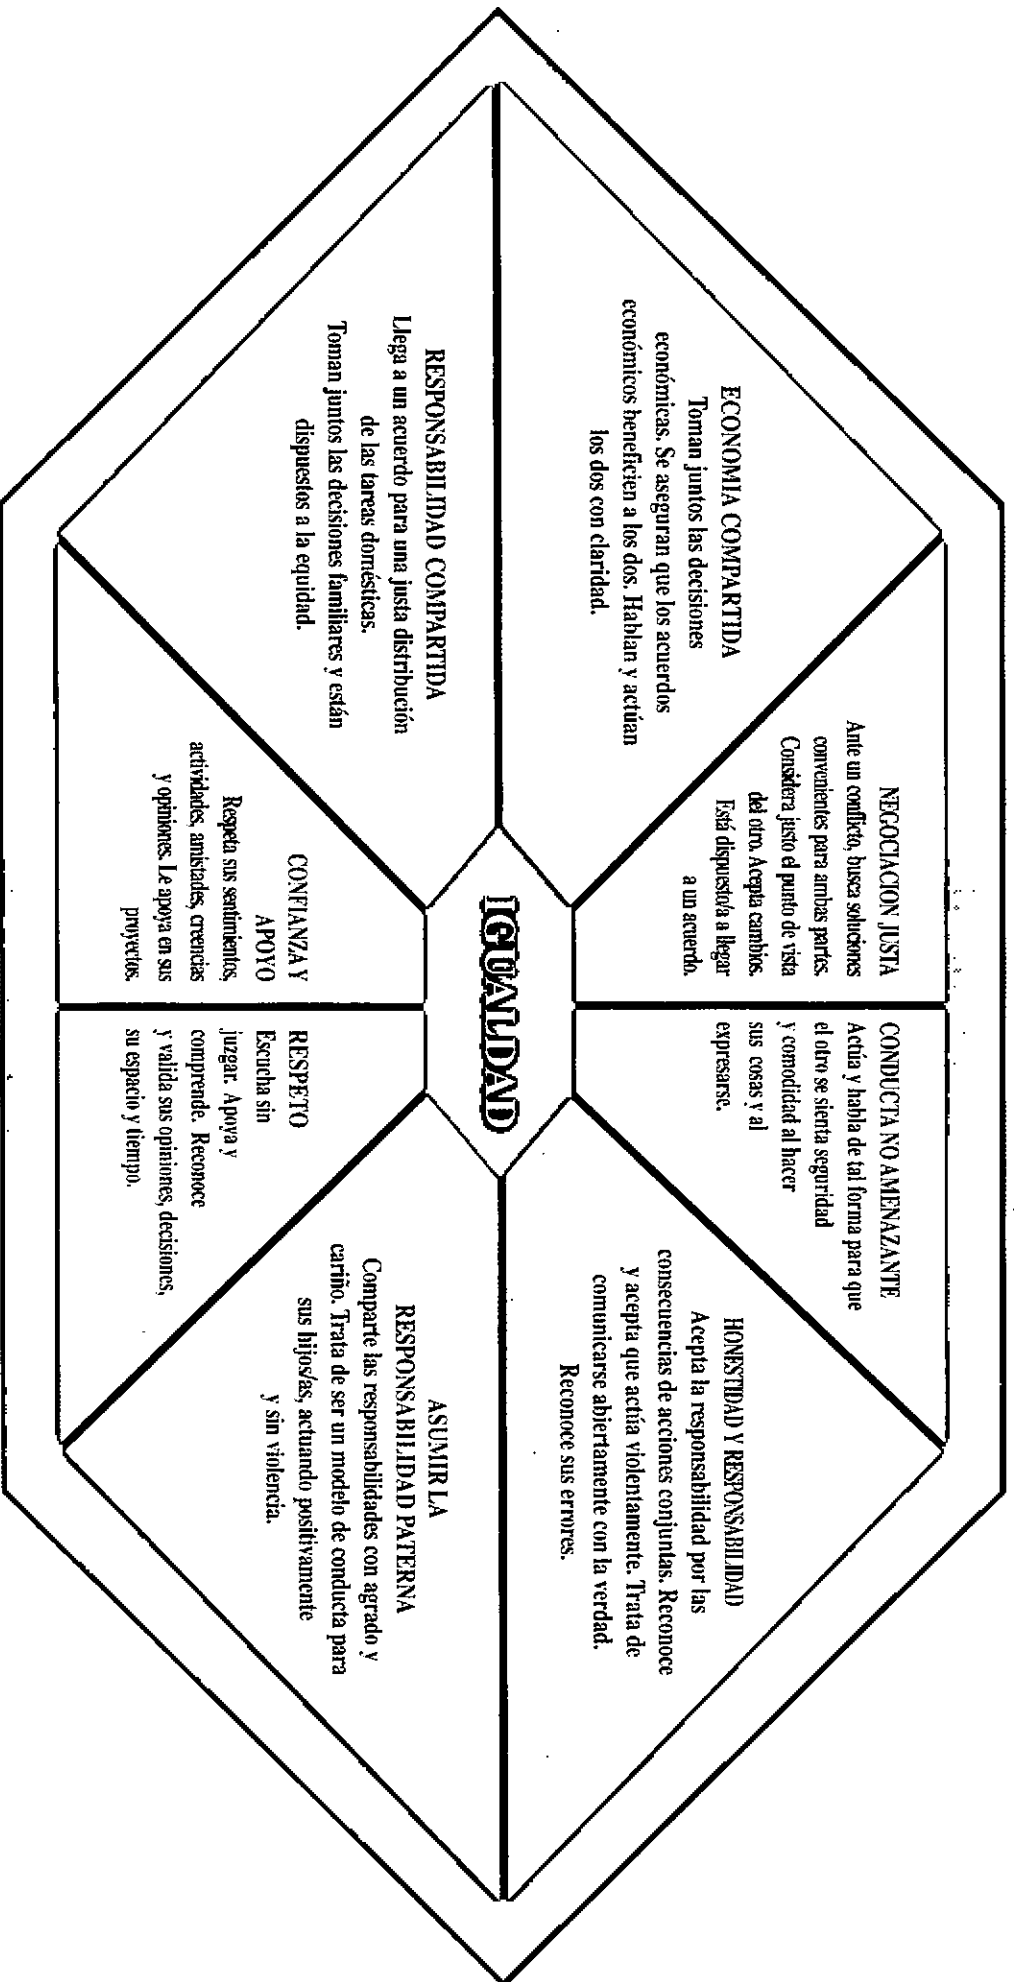 NEGOCIACION JUSTA
Ante un conflicto, busca soluciones
convenientes para ambas partes.
Considera justo el punto de vista
del otro. Acepta cambios.
Está dispuesto/a a llegar
a un acuerdo.
CONDUCTA NO AMENAZANTE
Actúa y habla de tal forma para que
el otro se sienta seguridad
y comodidad al hacer
sus cosas y al
expresarse.
ECONOMIA COMPARTIDA
Toman juntos las decisiones
económicas. Se aseguran que los acuerdos
económicos beneficien a los dos. Hablan y actúan
los dos con claridad.
HONESTIDAD Y RESPONSABILIDAD
Acepta la responsabilidad por las
consecuencias de acciones conjuntas. Reconoce
y acepta que actúa violentamente. Trata de
comunicarse abiertamente con la verdad.
Reconoce sus errores.
IGUALDAD
RESPONSABILIDAD COMPARTIDA
Llega a un acuerdo para una justa distribución
de las tareas domésticas.
Toman juntos las decisiones familiares y están
dispuestos a la equidad.
ASUMIR LA
RESPONSABILIDAD PATERNA
Comparte las responsabilidades con agrado y
cariño. Trata de ser un modelo de conducta para
sus hijos/as, actuando positivamente
y sin violencia.
CONFIANZA Y
APOYO
Respeta sus sentimientos,
actividades, amistades, creencias
y opiniones. Le apoya en sus
proyectos.
RESPETO
Escucha sin
juzgar. Apoya y
comprende. Reconoce
y valida sus opiniones, decisiones,
su espacio y tiempo.